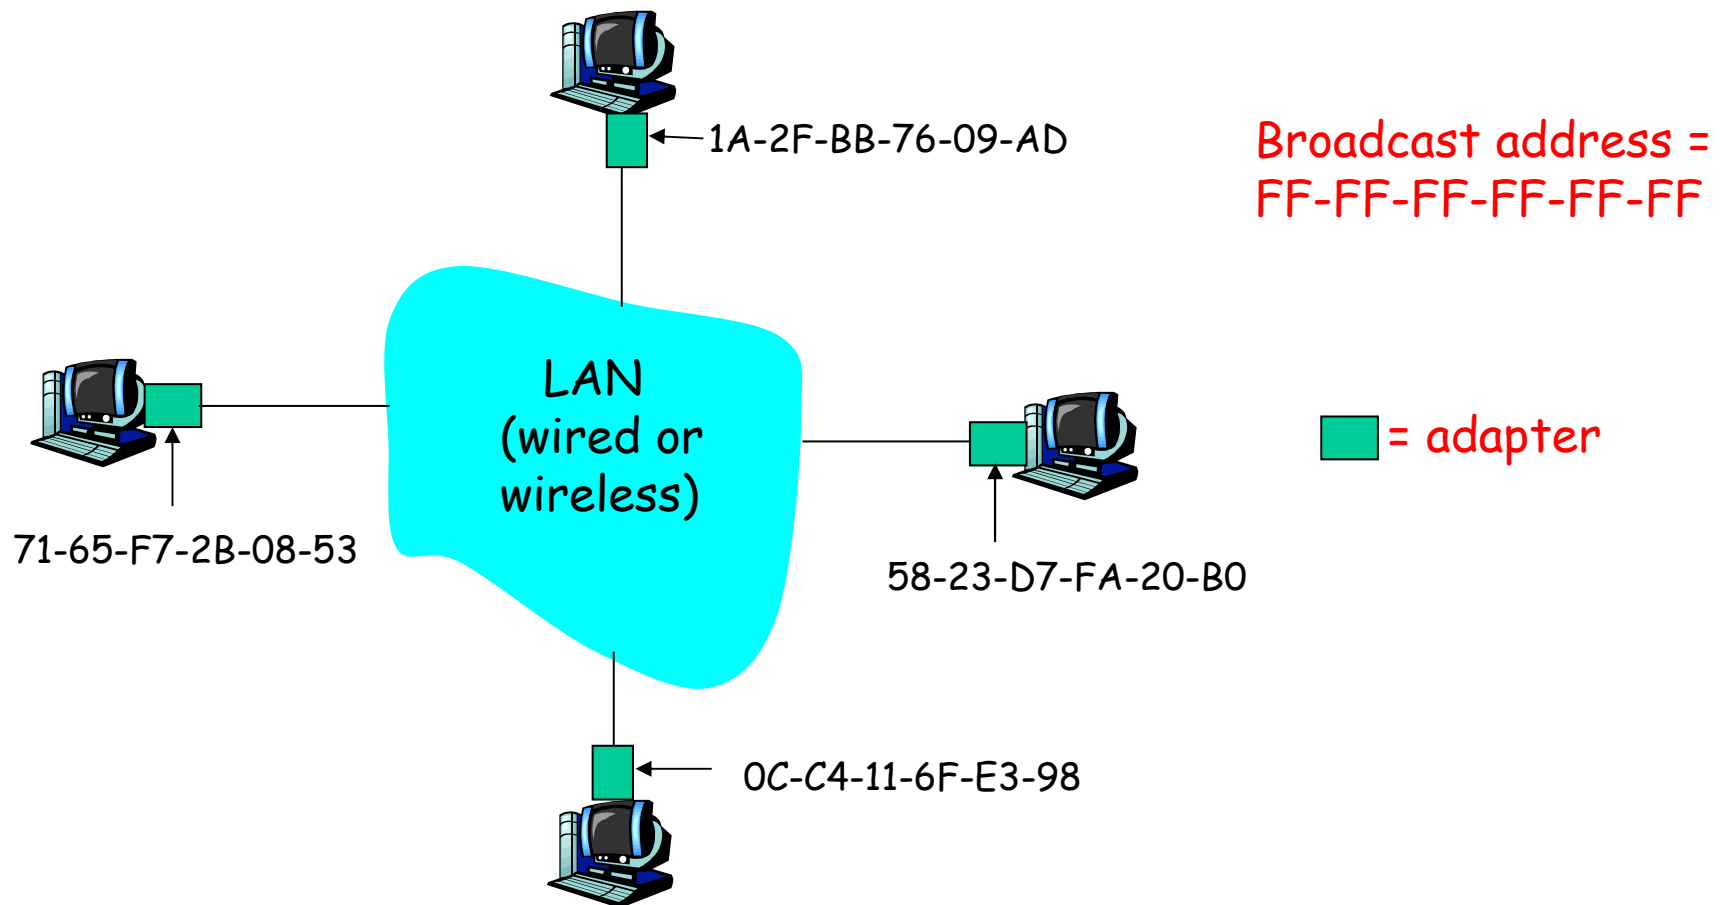 1A-2F-BB-76-09-AD
Broadcast address =
FF-FF-FF-FF-FF-FF
LAN
(wired or
wireless)
= adapter
71-65-F7-2B-08-53
58-23-D7-FA-20-B0
0C-C4-11-6F-E3-98